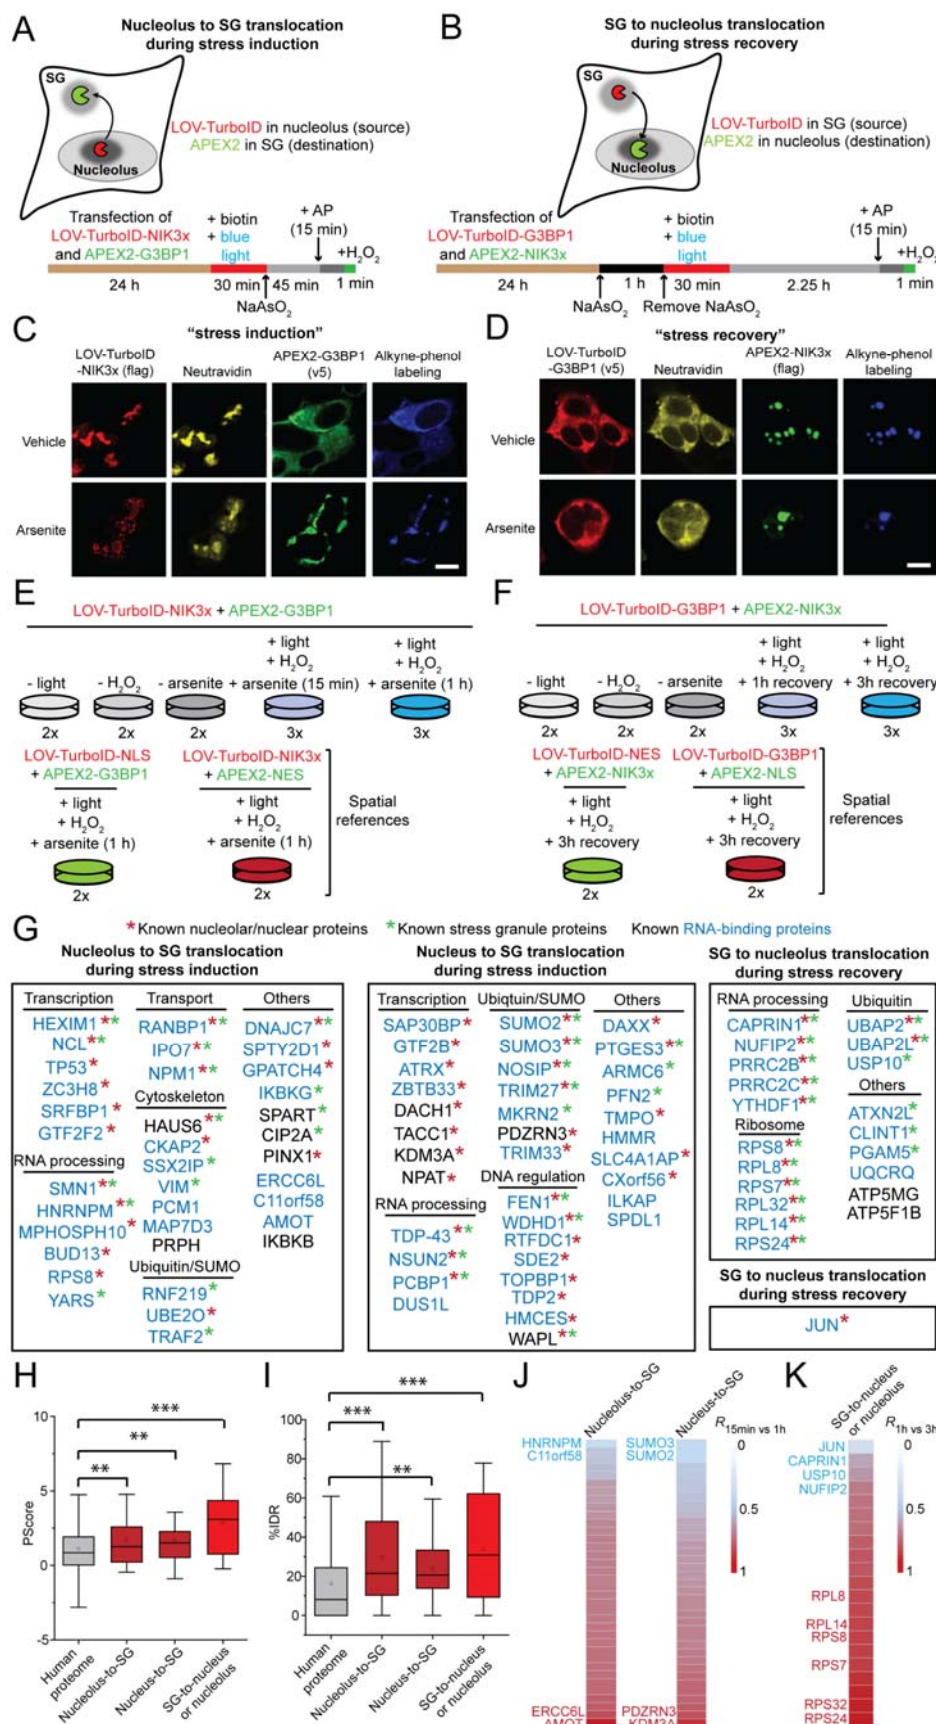 A
Nucleolus to SG translocation
during stress induction
SG
Nucleolus
LOV-TurboID in nucleolus (source)
APEX2 in SG (destination)
Transfection of
LOV-TurboID-NIK3x
and APEX2-G3BP1
+ biotin
+ blue
light
+ AP
(15 min)
+H₂O₂
24 h
30 min
45 min
1 min
NaAsO₂
B
SG to nucleolus translocation
during stress recovery
SG
Nucleolus
LOV-TurboID in SG (source)
APEX2 in nucleolus (destination)
Transfection of
LOV-TurboID-G3BP1
and APEX2-NIK3x
+ biotin
+ blue
light
+ AP
(15 min)
+H₂O₂
24 h
1 h
30 min
2.25 h
1 min
NaAsO₂
Remove NaAsO₂
C
"stress induction"
LOV-TurboID
-NIK3x (flag)
Neutravidin
APEX2-G3BP1
(v5)
Alkyne-phenol
labeling
Vehicle
Arsenite
D
"stress recovery"
LOV-TurboID
-G3BP1 (v5)
Neutravidin
APEX2-NIK3x
(flag)
Alkyne-phenol
labeling
Vehicle
Arsenite
E
LOV-TurboID-NIK3x + APEX2-G3BP1
- light
2x
- H₂O₂
2x
- arsenite
2x
+ light
+ H₂O₂
+ arsenite (15 min)
3x
+ light
+ H₂O₂
+ arsenite (1 h)
3x
LOV-TurboID-NLS
+ APEX2-G3BP1
+ light
+ H₂O₂
+ arsenite (1 h)
2x
LOV-TurboID-NIK3x
+ APEX2-NES
+ light
+ H₂O₂
+ arsenite (1 h)
2x
Spatial
references
F
LOV-TurboID-G3BP1 + APEX2-NIK3x
- light
2x
- H₂O₂
2x
- arsenite
2x
+ light
+ H₂O₂
+ 1h recovery
3x
+ light
+ H₂O₂
+ 3h recovery
3x
LOV-TurboID-NES
+ APEX2-NIK3x
+ light
+ H₂O₂
+ 3h recovery
2x
LOV-TurboID-G3BP1
+ APEX2-NLS
+ light
+ H₂O₂
+ 3h recovery
2x
Spatial
references
G
*Known nucleolar/nuclear proteins
*Known stress granule proteins
Known RNA-binding proteins
Nucleolus to SG translocation
during stress induction
Transcription
HEXIM1**
NCL**
TP53*
ZC3H8*
SRFBP1*
GTF2F2*
RNA processing
SMN1**
HNRNPM**
MPHOSPH10*
BUD13*
RPS8*
YARS*
Transport
RANBP1**
IPO7**
NPM1**
Cytoskeleton
HAUS6**
CKAP2*
SSX2IP*
VIM*
PCM1
MAP7D3
PRPH
Ubiquitin/SUMO
RNF219*
UBE2O*
TRAF2*
Others
DNAJC7**
SPTY2D1*
GPATCH4*
IKBKG*
SPART*
CIP2A*
PINX1*
ERCC6L
C11orf58
AMOT
IKBKB
Nucleus to SG translocation
during stress induction
Transcription
SAP30BP*
GTF2B*
ATRX*
ZBTB33*
DACH1*
TACC1*
KDM3A*
NPAT*
RNA processing
TDP-43**
NSUN2**
PCBP1**
DUS1L
Ubiqtuin/SUMO
SUMO2**
SUMO3**
NOSIP**
TRIM27**
MKRN2*
PDZRN3*
TRIM33*
DNA regulation
FEN1**
WDHD1**
RTFDC1*
SDE2*
TOPBP1*
TDP2*
HMCES*
WAPL**
Others
DAXX*
PTGES3**
ARMC6*
PFN2*
TMPO*
HMMR
SLC4A1AP*
CXorf56*
ILKAP
SPDL1
SG to nucleolus translocation
during stress recovery
RNA processing
CAPRIN1**
NUFIP2**
PRRC2B**
PRRC2C**
YTHDF1**
Ribosome
RPS8**
RPL8**
RPS7**
RPL32**
RPL14**
RPS24**
Ubiquitin
UBAP2**
UBAP2L**
USP10*
Others
ATXN2L*
CLINT1*
PGAM5*
UQCRQ
ATP5MG
ATP5F1B
SG to nucleus translocation
during stress recovery
JUN*
H
PScore
10
5
0
-5
**
**
***
Human
proteome
Nucleolus-to-SG
Nucleus-to-SG
SG-to-nucleus
or nucleolus
I
%IDR
100
80
60
40
20
0
***
**
***
Human
proteome
Nucleolus-to-SG
Nucleus-to-SG
SG-to-nucleus
or nucleolus
J
Nucleolus-to-SG
Nucleus-to-SG
R15min vs 1h
0
0.5
1
HNRNPM
C11orf58
SUMO3
SUMO2
ERCC6L
AMOT
PDZRN3
KDM3A
K
SG-to-nucleus
or nucleolus
R1h vs 3h
0
0.5
1
JUN
CAPRIN1
USP10
NUFIP2
RPL8
RPL14
RPS8
RPS7
RPS32
RPS24